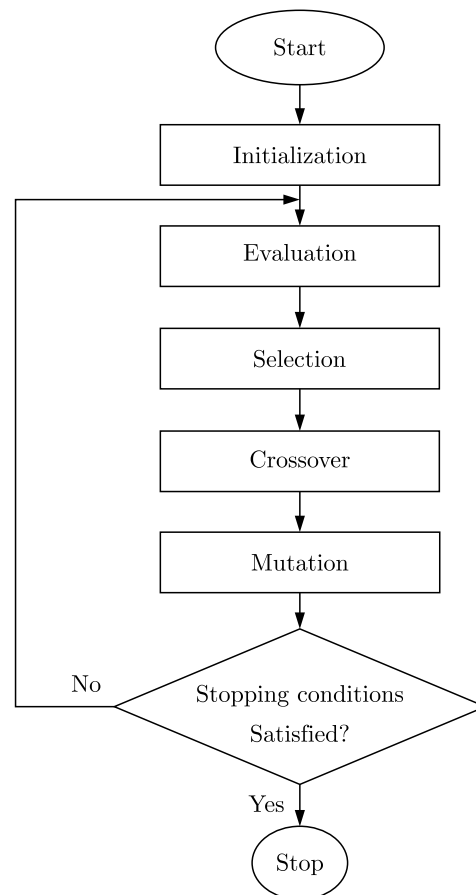 Start
Initialization
Evaluation
Selection
Crossover
Mutation
No
Stopping conditions
Satisfied?
Yes
Stop